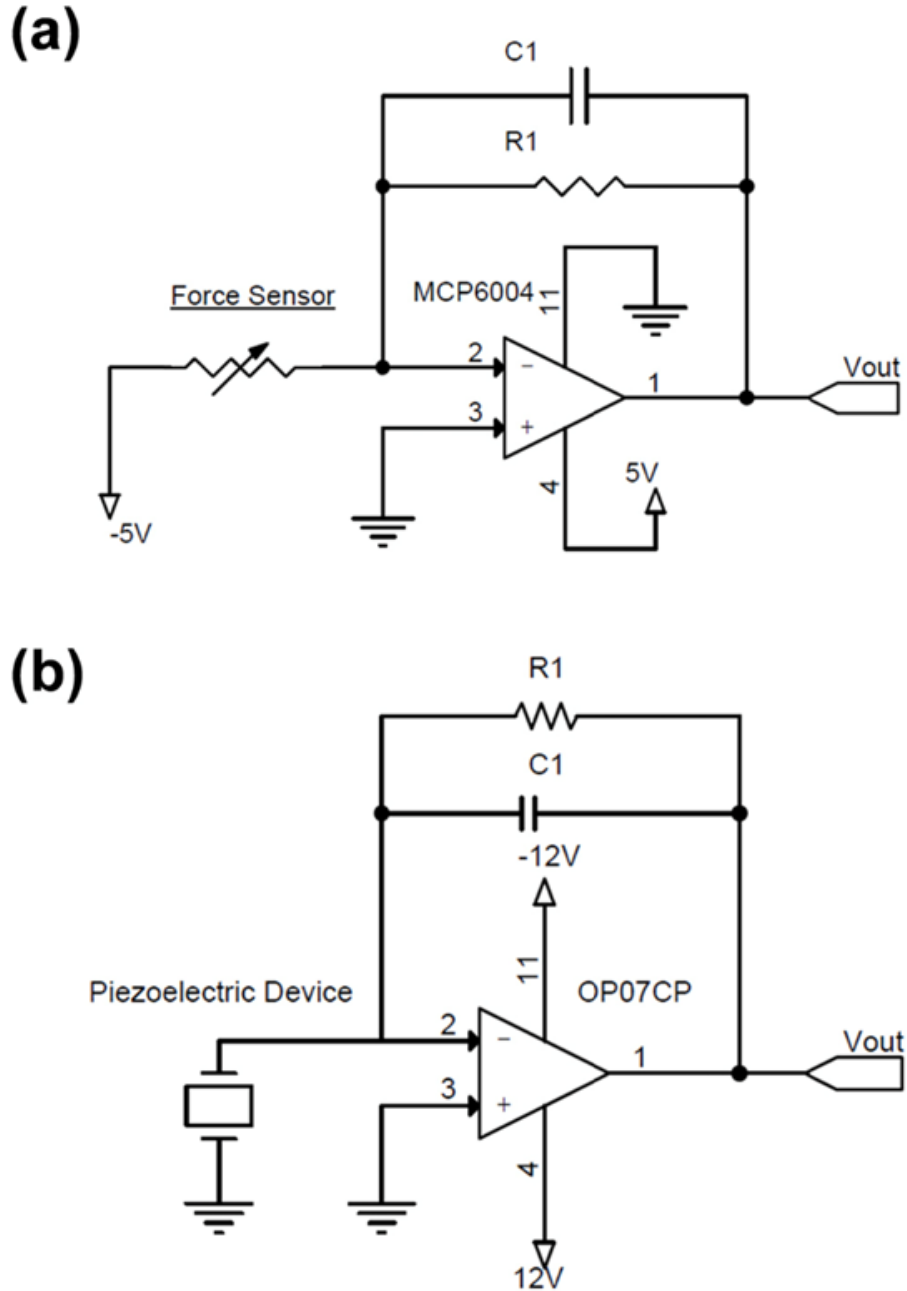 (a)
C1
R1
Force Sensor
MCP6004
11
2
−
3
+
1
Vout
4
5V
-5V
(b)
R1
C1
-12V
11
Piezoelectric Device
OP07CP
2
−
3
+
1
Vout
4
12V